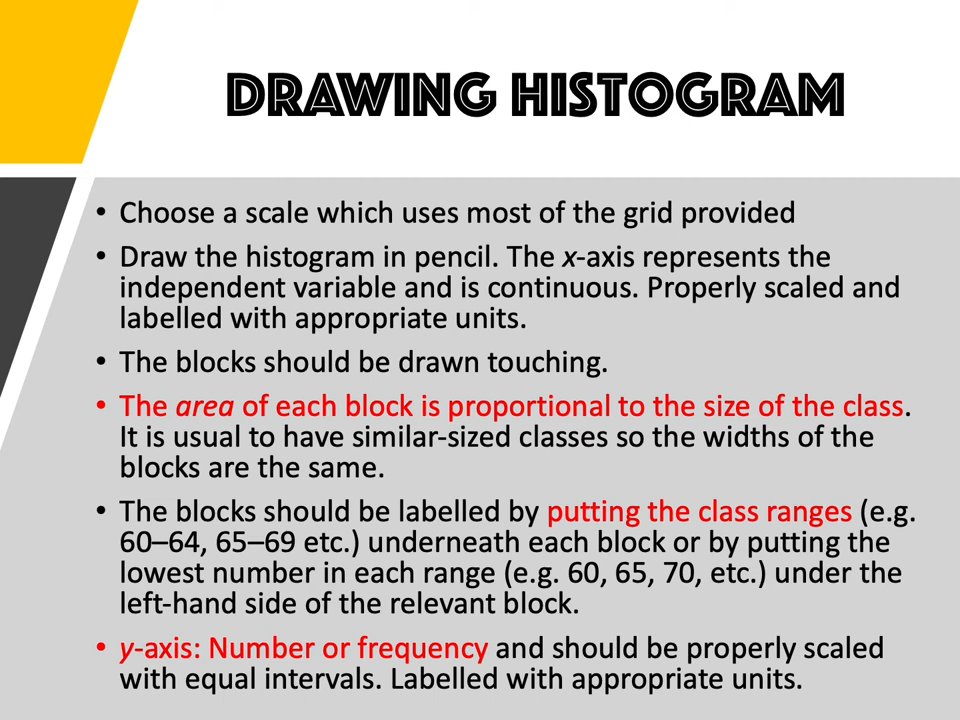 DRAWING HISTOGRAM
• Choose a scale which uses most of the grid provided
• Draw the histogram in pencil. The x-axis represents the
independent variable and is continuous. Properly scaled and
labelled with appropriate units.
• The blocks should be drawn touching.
• The area of each block is proportional to the size of the class.
It is usual to have similar-sized classes so the widths of the
blocks are the same.
• The blocks should be labelled by putting the class ranges (e.g.
60–64, 65–69 etc.) underneath each block or by putting the
lowest number in each range (e.g. 60, 65, 70, etc.) under the
left-hand side of the relevant block.
• y-axis: Number or frequency and should be properly scaled
with equal intervals. Labelled with appropriate units.